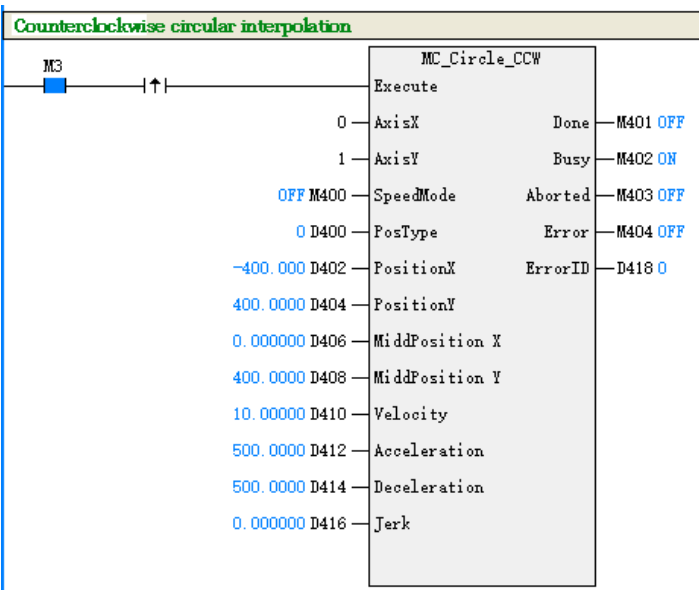 Counterclockwise circular interpolation
MC_Circle_CCW
M3
Execute
0 AxisX Done M401 OFF
1 AxisY Busy M402 ON
OFF M400 SpeedMode Aborted M403 OFF
0 D400 PosType Error M404 OFF
-400.000 D402 PositionX ErrorID D418 0
400.0000 D404 PositionY
0.000000 D406 MiddPosition X
400.0000 D408 MiddPosition Y
10.00000 D410 Velocity
500.0000 D412 Acceleration
500.0000 D414 Deceleration
0.000000 D416 Jerk